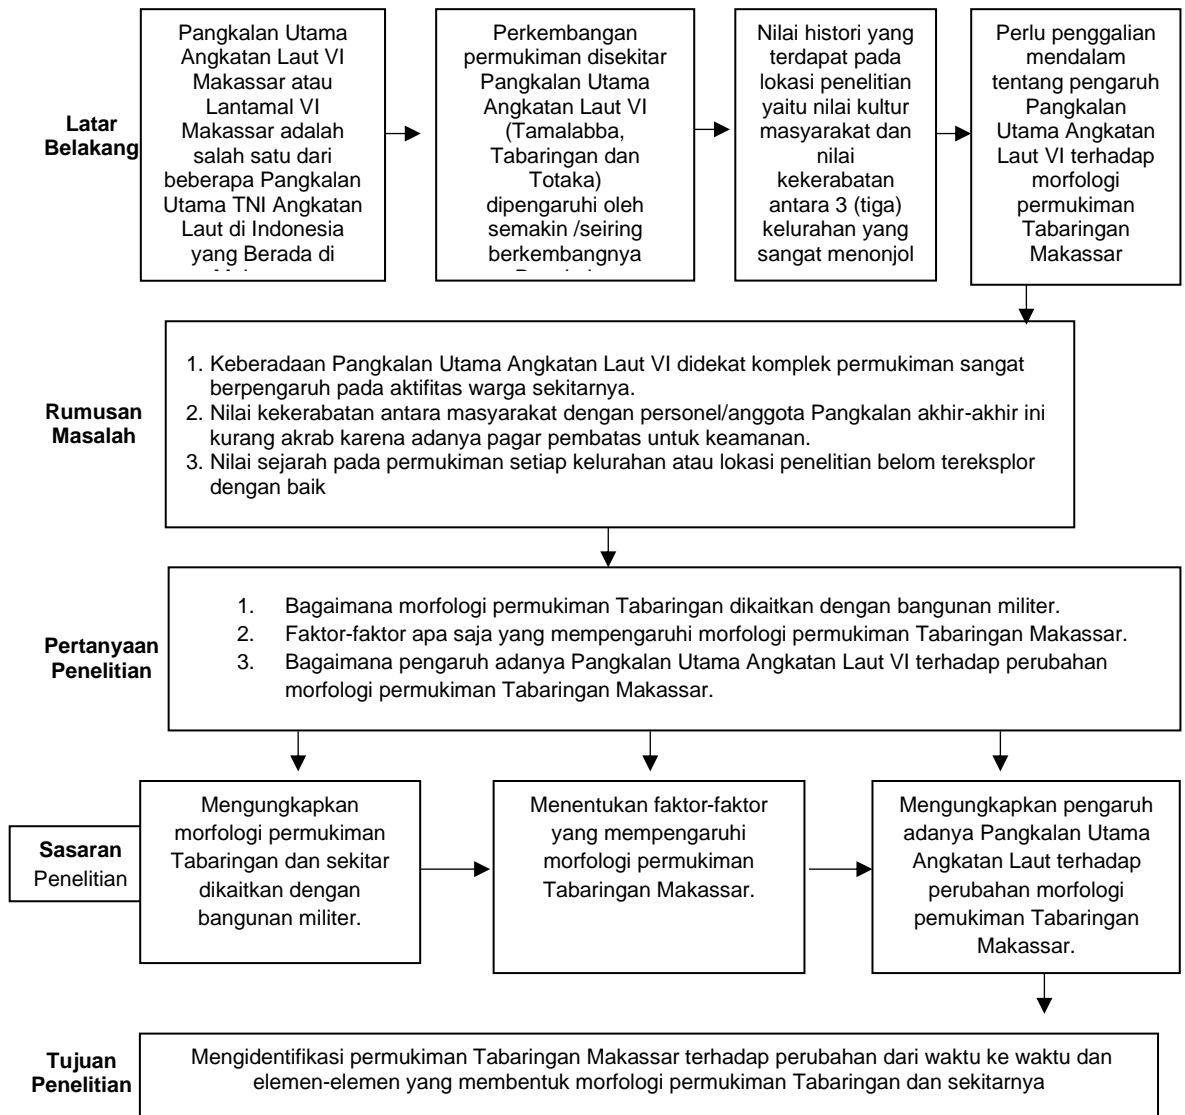 Latar
Belakang
Pangkalan Utama
Angkatan Laut VI
Makassar atau
Lantamal VI
Makassar adalah
salah satu dari
beberapa Pangkalan
Utama TNI Angkatan
Laut di Indonesia
yang Berada di
Perkembangan
permukiman disekitar
Pangkalan Utama
Angkatan Laut VI
(Tamalabba,
Tabaringan dan
Totaka)
dipengaruhi oleh
semakin /seiring
berkembangnya
Nilai histori yang
terdapat pada
lokasi penelitian
yaitu nilai kultur
masyarakat dan
nilai
kekerabatan
antara 3 (tiga)
kelurahan yang
sangat menonjol
Perlu penggalian
mendalam
tentang pengaruh
Pangkalan
Utama Angkatan
Laut VI terhadap
morfologi
permukiman
Tabaringan
Makassar
Rumusan
Masalah
1. Keberadaan Pangkalan Utama Angkatan Laut VI didekat komplek permukiman sangat
berpengaruh pada aktifitas warga sekitarnya.
2. Nilai kekerabatan antara masyarakat dengan personel/anggota Pangkalan akhir-akhir ini
kurang akrab karena adanya pagar pembatas untuk keamanan.
3. Nilai sejarah pada permukiman setiap kelurahan atau lokasi penelitian belom tereksplor
dengan baik
Pertanyaan
Penelitian
1. Bagaimana morfologi permukiman Tabaringan dikaitkan dengan bangunan militer.
2. Faktor-faktor apa saja yang mempengaruhi morfologi permukiman Tabaringan Makassar.
3. Bagaimana pengaruh adanya Pangkalan Utama Angkatan Laut VI terhadap perubahan
morfologi permukiman Tabaringan Makassar.
Sasaran
Penelitian
Mengungkapkan
morfologi permukiman
Tabaringan dan sekitar
dikaitkan dengan
bangunan militer.
Menentukan faktor-faktor
yang mempengaruhi
morfologi permukiman
Tabaringan Makassar.
Mengungkapkan pengaruh
adanya Pangkalan Utama
Angkatan Laut terhadap
perubahan morfologi
pemukiman Tabaringan
Makassar.
Tujuan
Penelitian
Mengidentifikasi permukiman Tabaringan Makassar terhadap perubahan dari waktu ke waktu dan
elemen-elemen yang membentuk morfologi permukiman Tabaringan dan sekitarnya